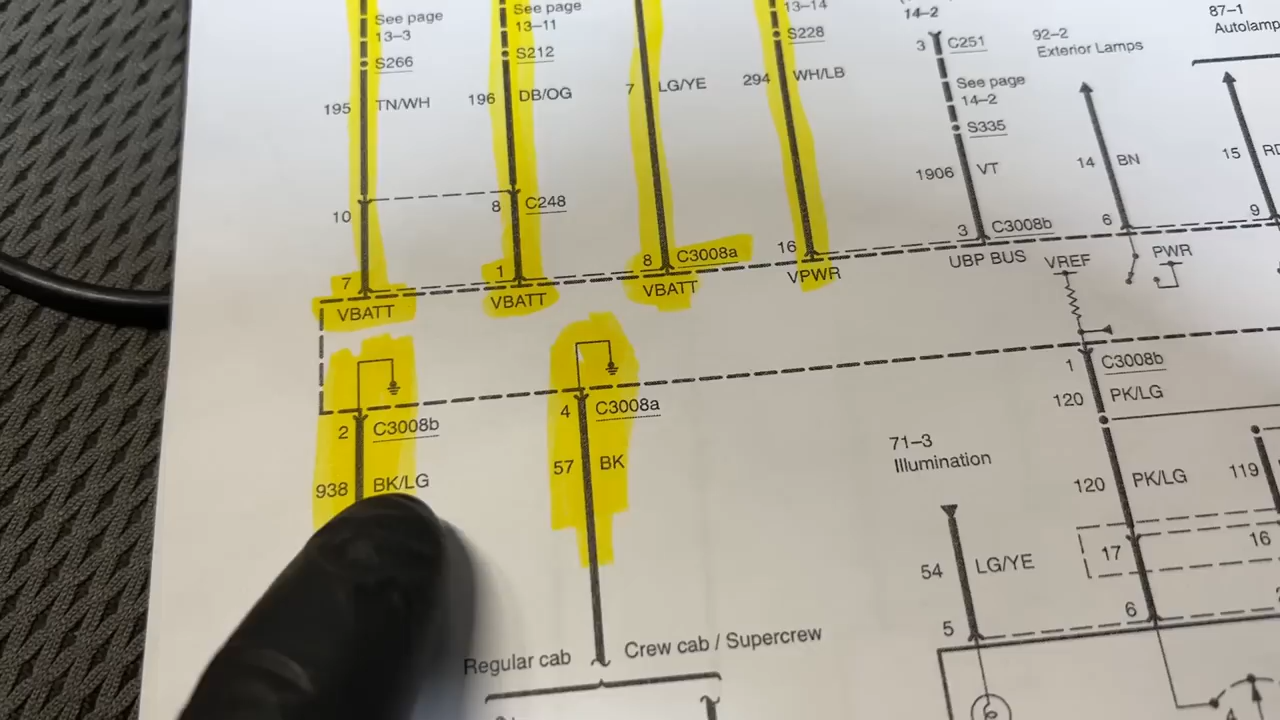 See page
13-3
S266
195
TN/WH
10
7
VBATT
See page
13-11
S212
196
DB/OG
8
C248
1
VBATT
7
LG/YE
8
C3008a
VBATT
13-14
S228
294
WH/LB
16
VPWR
14-2
3
C251
See page
14-2
S335
1906
VT
3
C3008b
UBP BUS
92-2
Exterior Lamps
14
BN
6
87-1
Autolamp
15
9
VREF
PWR
2
C3008b
938
BK/LG
4
C3008a
57
BK
Regular cab
Crew cab / Supercrew
1
C3008b
120
PK/LG
120
PK/LG
119
17
16
6
71-3
Illumination
54
LG/YE
5